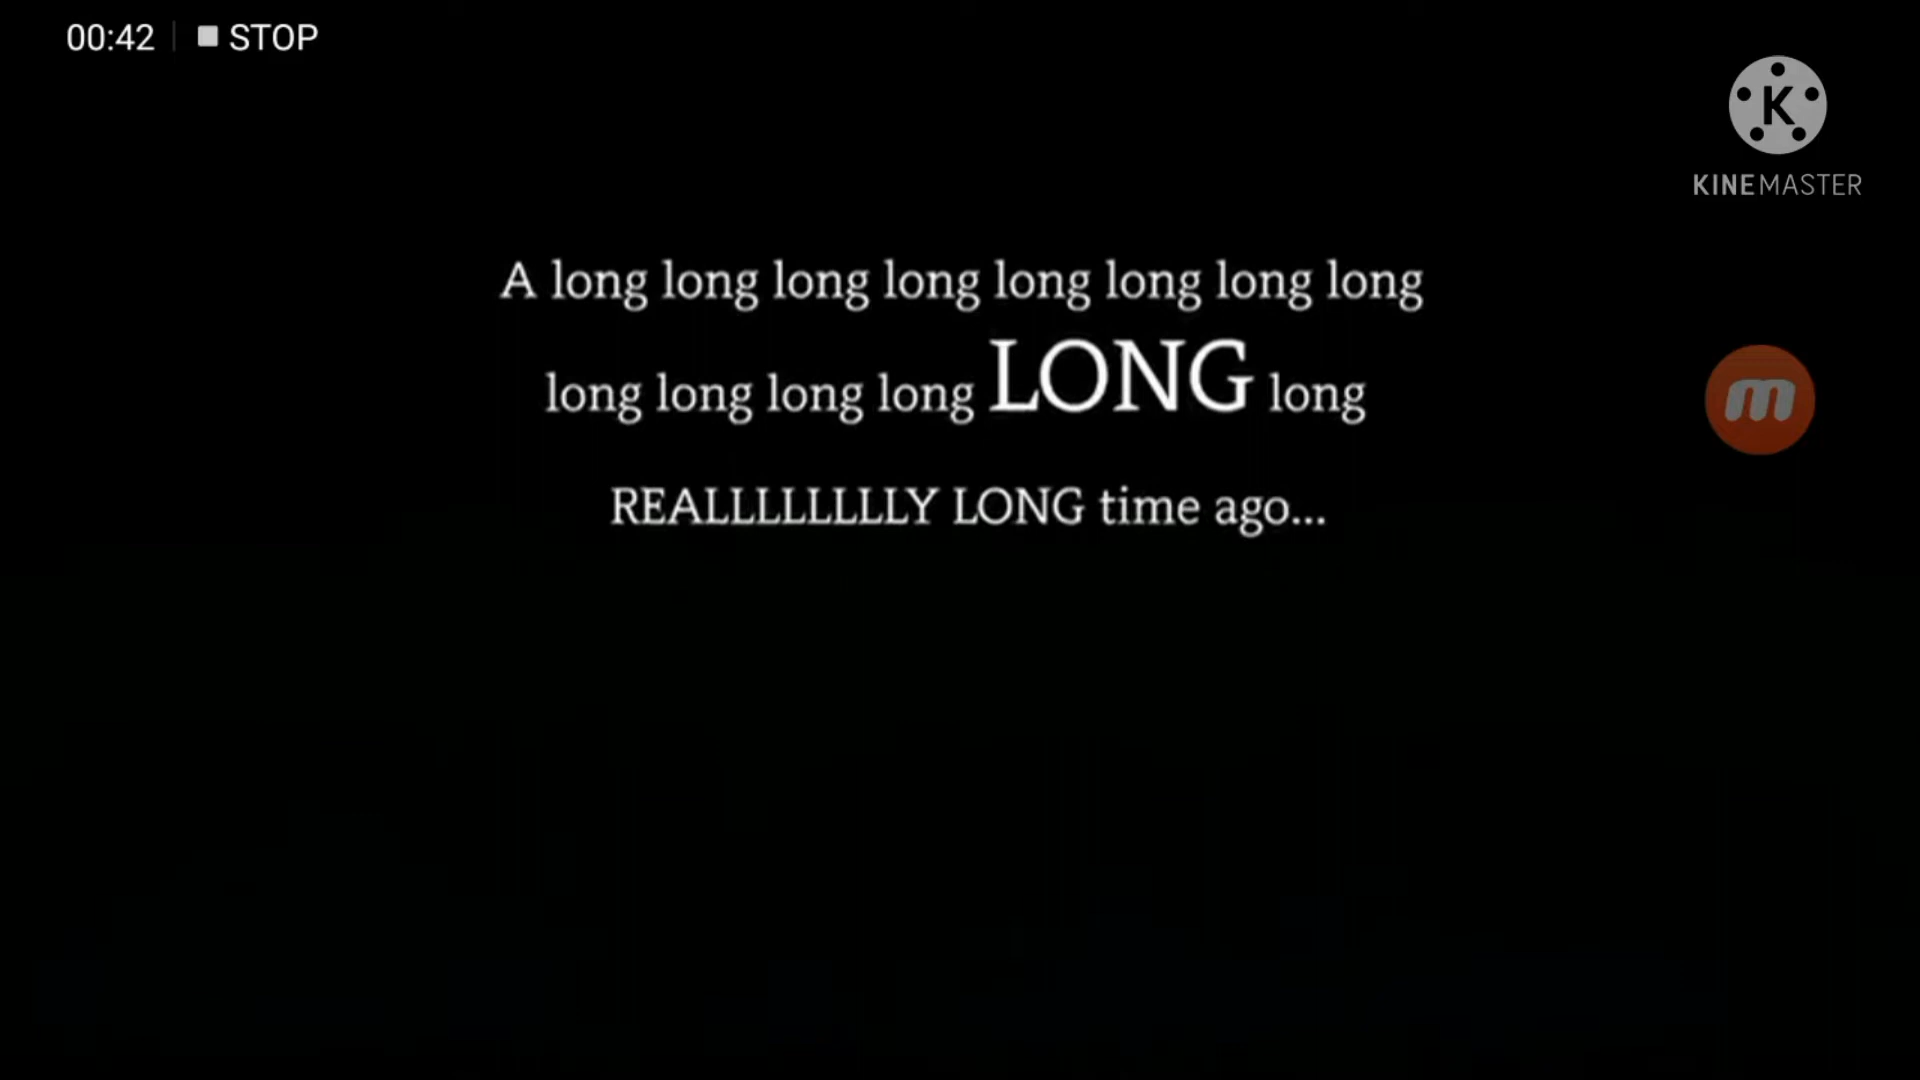 00:42 STOP
K
KINEMASTER
A long long long long long long long long
long long long long LONG long
m
REALLLLLLLLY LONG time ago...